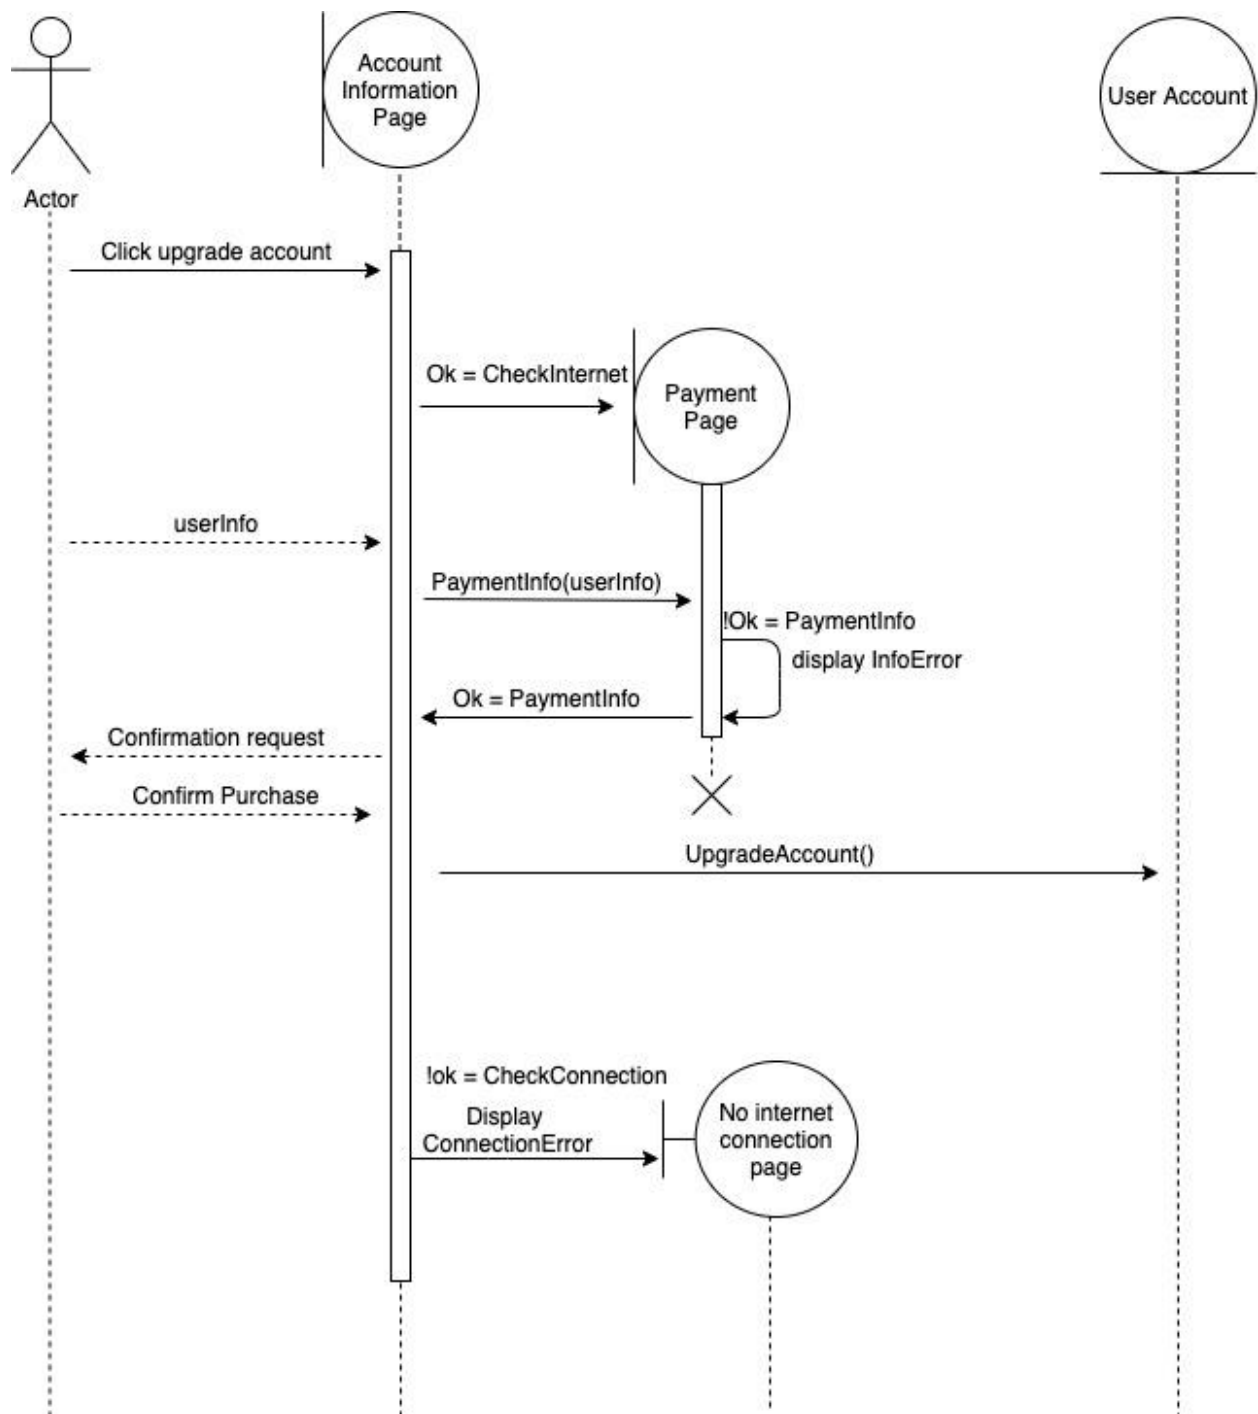 Account
Information
Page
User Account
Actor
Click upgrade account
Ok = CheckInternet
Payment
Page
userInfo
PaymentInfo(userInfo)
!Ok = PaymentInfo
display InfoError
Ok = PaymentInfo
Confirmation request
Confirm Purchase
UpgradeAccount()
!ok = CheckConnection
Display
ConnectionError
No internet
connection
page